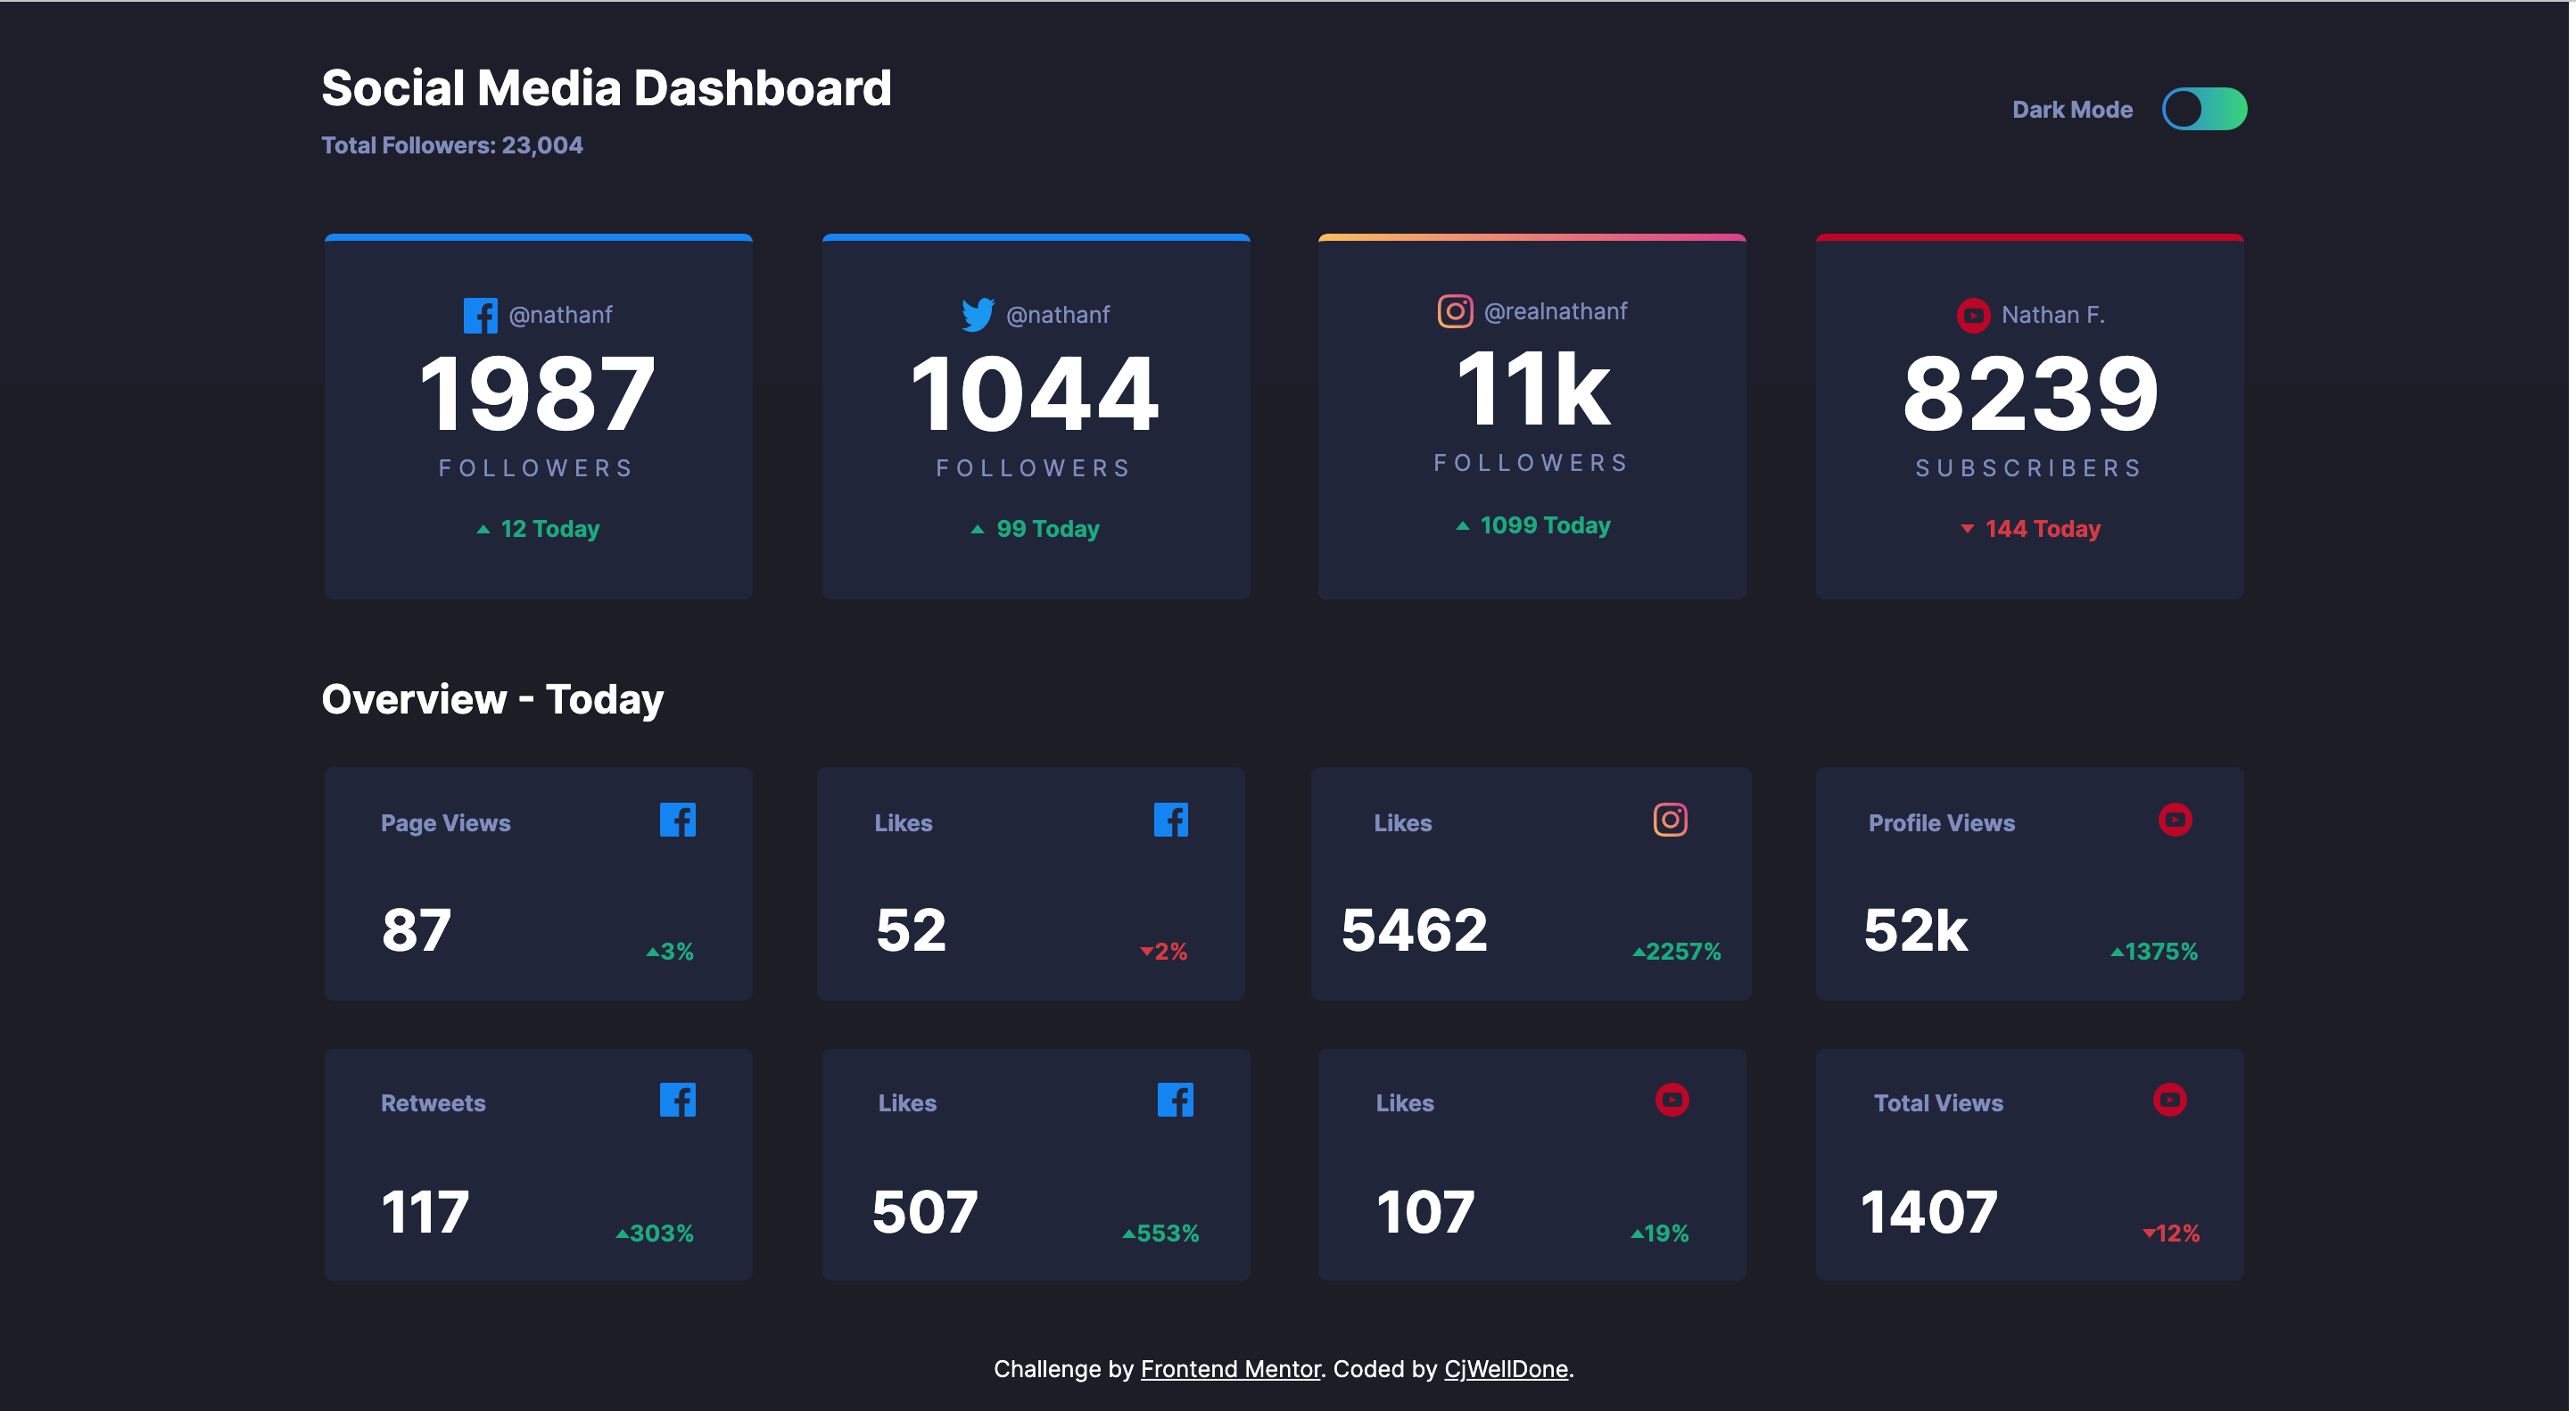 Social Media Dashboard
Total Followers: 23,004
Dark Mode
@nathanf
1987
FOLLOWERS
12 Today
@nathanf
1044
FOLLOWERS
99 Today
@realnathanf
11k
FOLLOWERS
1099 Today
Nathan F.
8239
SUBSCRIBERS
144 Today
Overview - Today
Page Views
87
3%
Likes
52
2%
Likes
5462
2257%
Profile Views
52k
1375%
Retweets
117
303%
Likes
507
553%
Likes
107
19%
Total Views
1407
12%
Challenge by Frontend Mentor. Coded by CjWellDone.